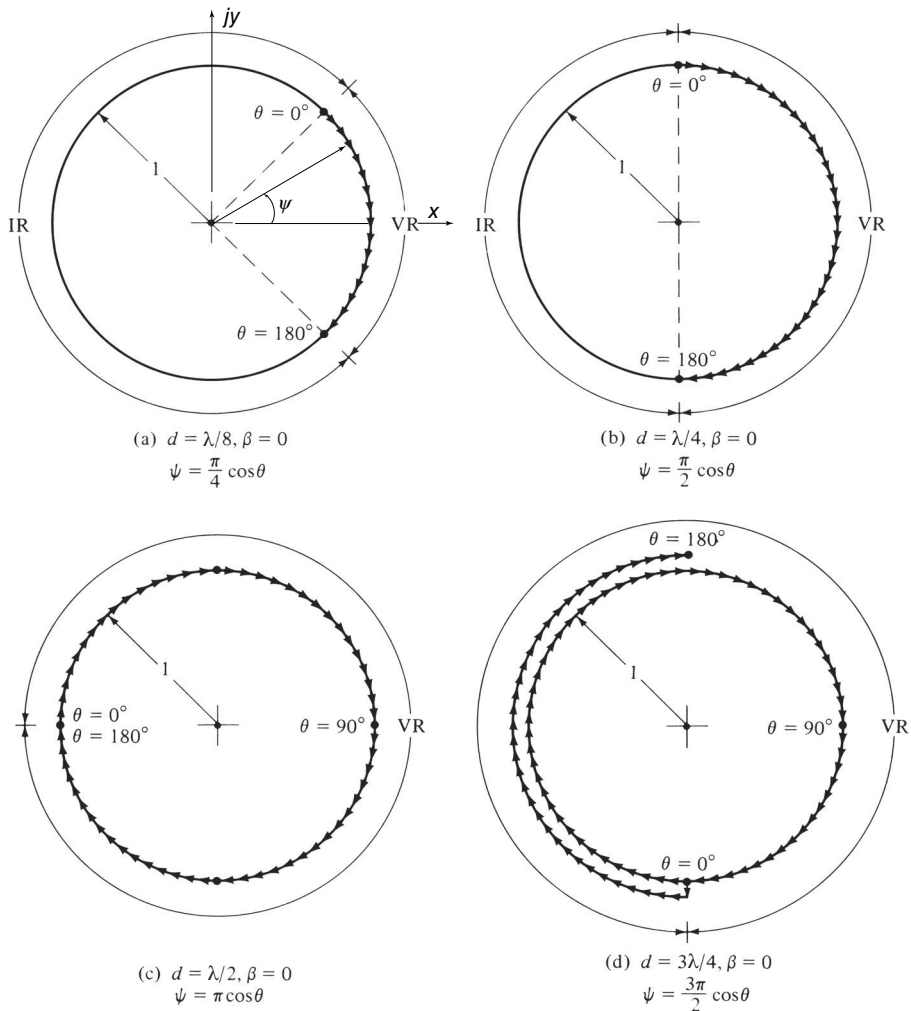 jy
θ = 0°
1
ψ
x
IR
VR
θ = 180°
(a) d = λ/8, β = 0
ψ = π/4 cosθ
θ = 0°
1
IR
VR
θ = 180°
(b) d = λ/4, β = 0
ψ = π/2 cosθ
1
θ = 0°
θ = 180°
θ = 90°
VR
(c) d = λ/2, β = 0
ψ = π cosθ
θ = 180°
1
θ = 90°
VR
θ = 0°
(d) d = 3λ/4, β = 0
ψ = 3π/2 cosθ